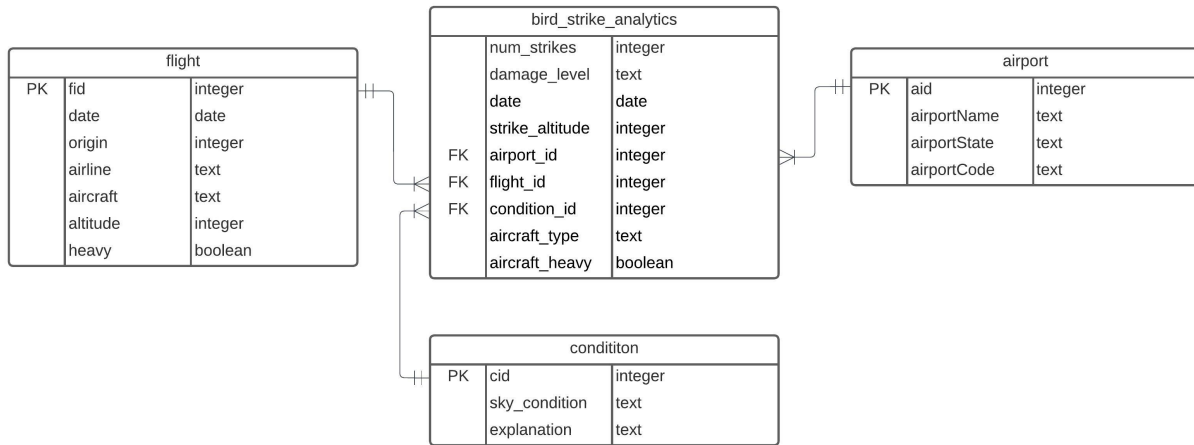 flight
PK fid integer
date date
origin integer
airline text
aircraft text
altitude integer
heavy boolean
bird_strike_analytics
num_strikes integer
damage_level text
date date
strike_altitude integer
FK airport_id integer
FK flight_id integer
FK condition_id integer
aircraft_type text
aircraft_heavy boolean
airport
PK aid integer
airportName text
airportState text
airportCode text
condititon
PK cid integer
sky_condition text
explanation text